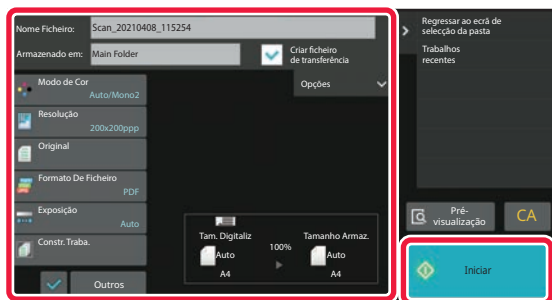 Nome Ficheiro:
Scan_20210408_115254
Armazenado em:
Main Folder
Criar ficheiro
de transferência
Opções
Modo de Cor
Auto/Mono2
Resolução
200x200ppp
Original
Formato De Ficheiro
PDF
Exposição
Auto
Constr.Traba.
Outros
Tam. Digitaliz
Auto
A4
100%
Tamanho Armaz.
Auto
A4
Regressar ao ecrã de
selecção da pasta
Trabalhos
recentes
Pré-
visualização
CA
Iniciar